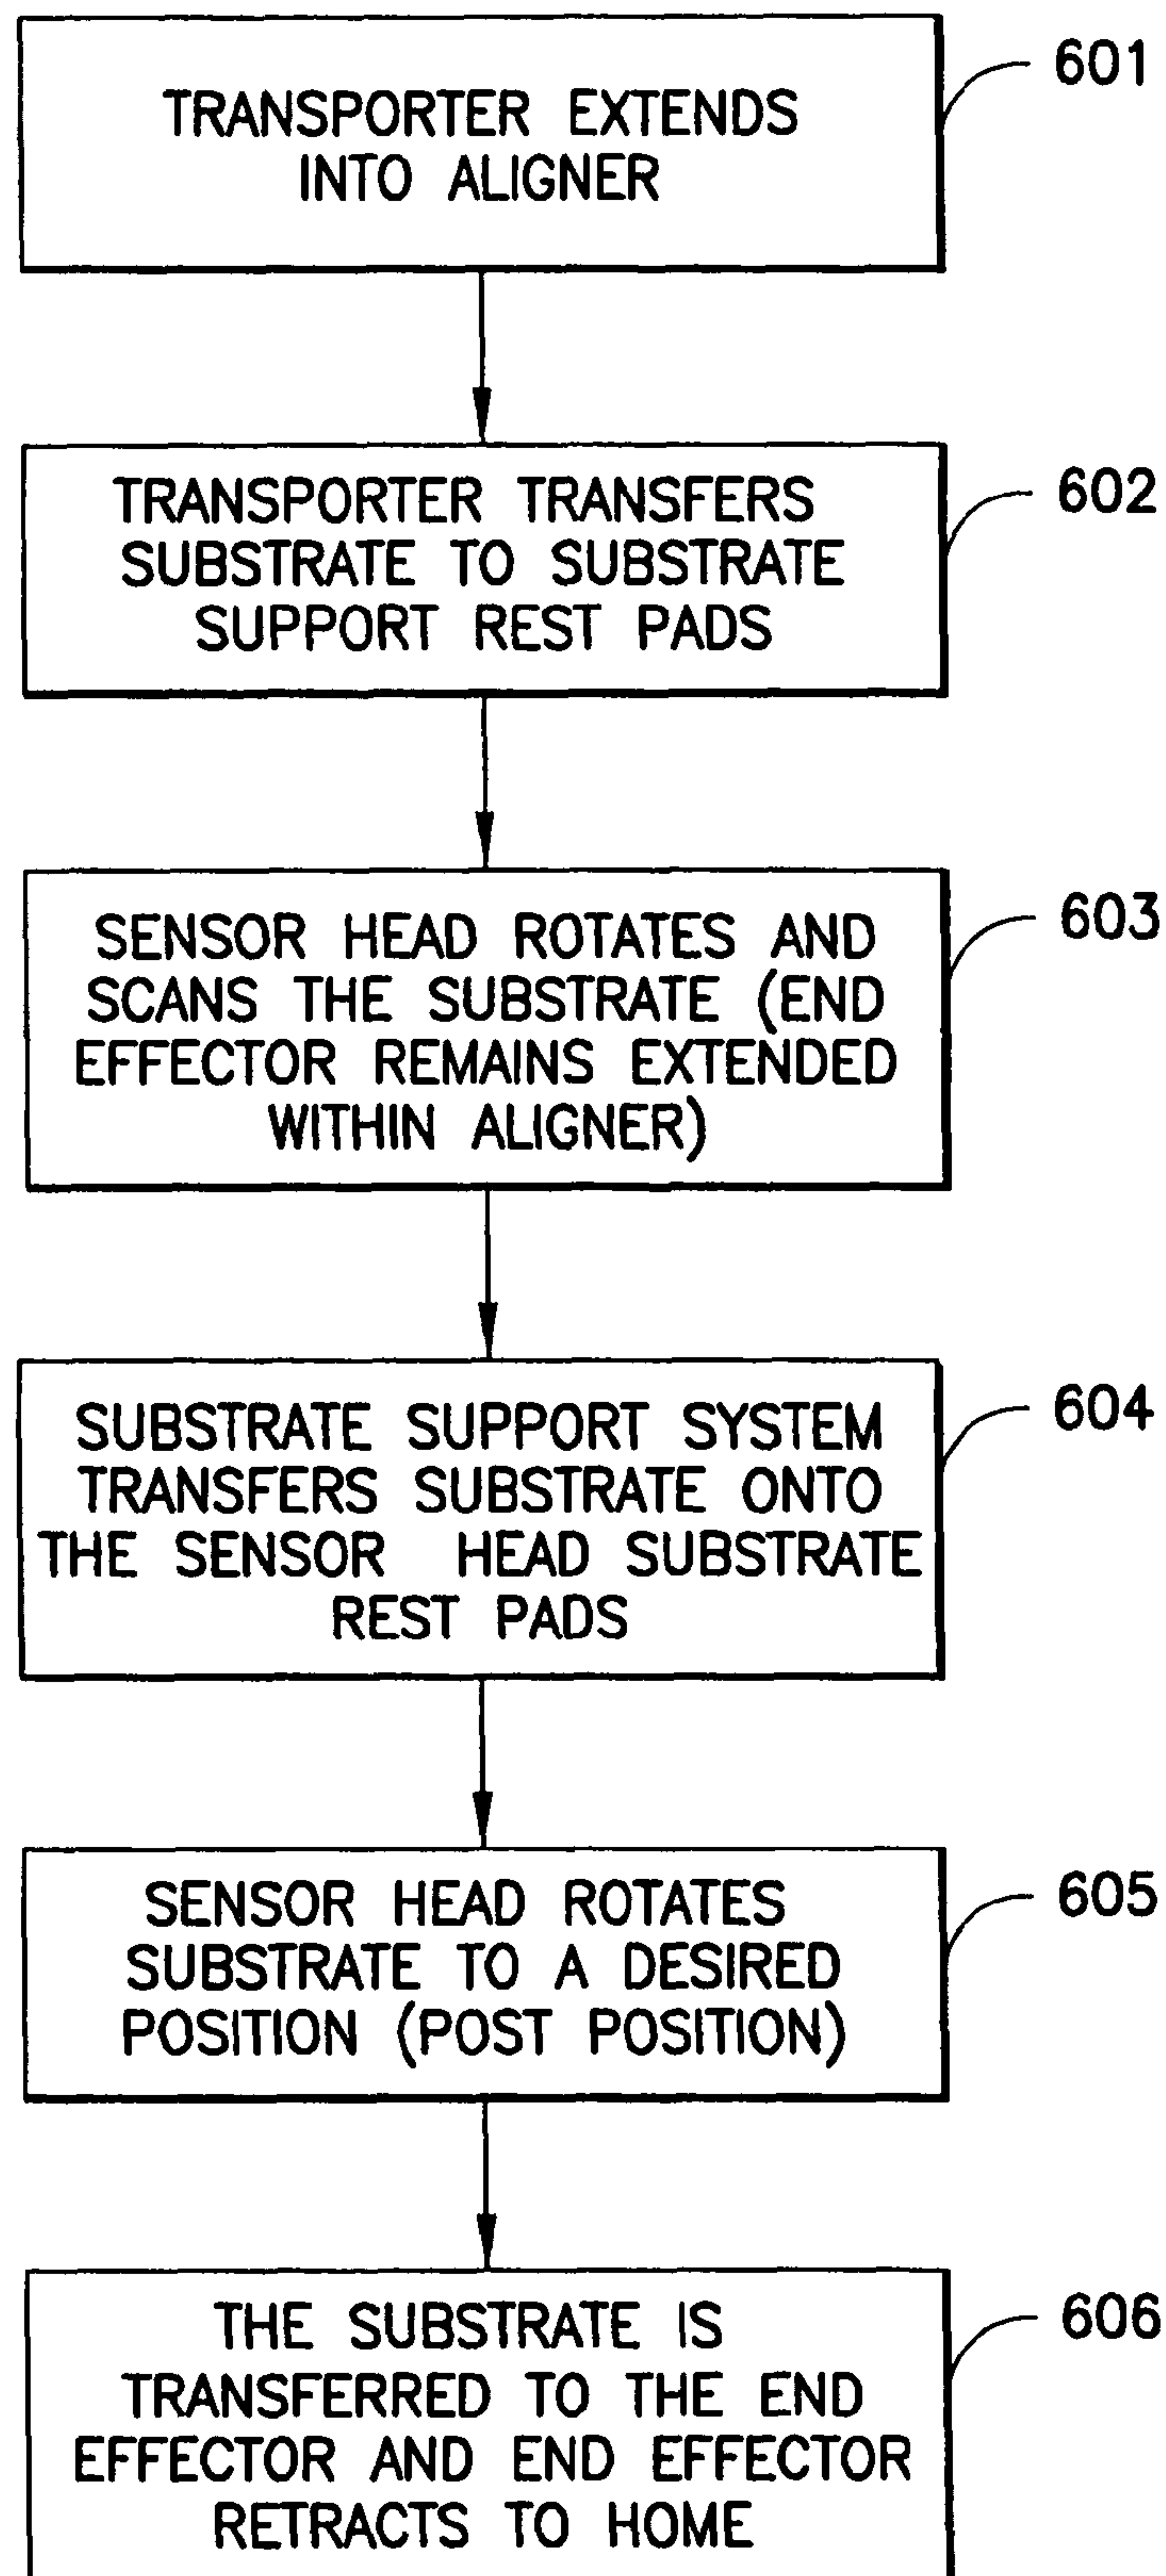 TRANSPORTER EXTENDS
INTO ALIGNER
601
TRANSPORTER TRANSFERS
SUBSTRATE TO SUBSTRATE
SUPPORT REST PADS
602
SENSOR HEAD ROTATES AND
SCANS THE SUBSTRATE (END
EFFECTOR REMAINS EXTENDED
WITHIN ALIGNER)
603
SUBSTRATE SUPPORT SYSTEM
TRANSFERS SUBSTRATE ONTO
THE SENSOR HEAD SUBSTRATE
REST PADS
604
SENSOR HEAD ROTATES
SUBSTRATE TO A DESIRED
POSITION (POST POSITION)
605
THE SUBSTRATE IS
TRANSFERRED TO THE END
EFFECTOR AND END EFFECTOR
RETRACTS TO HOME
606